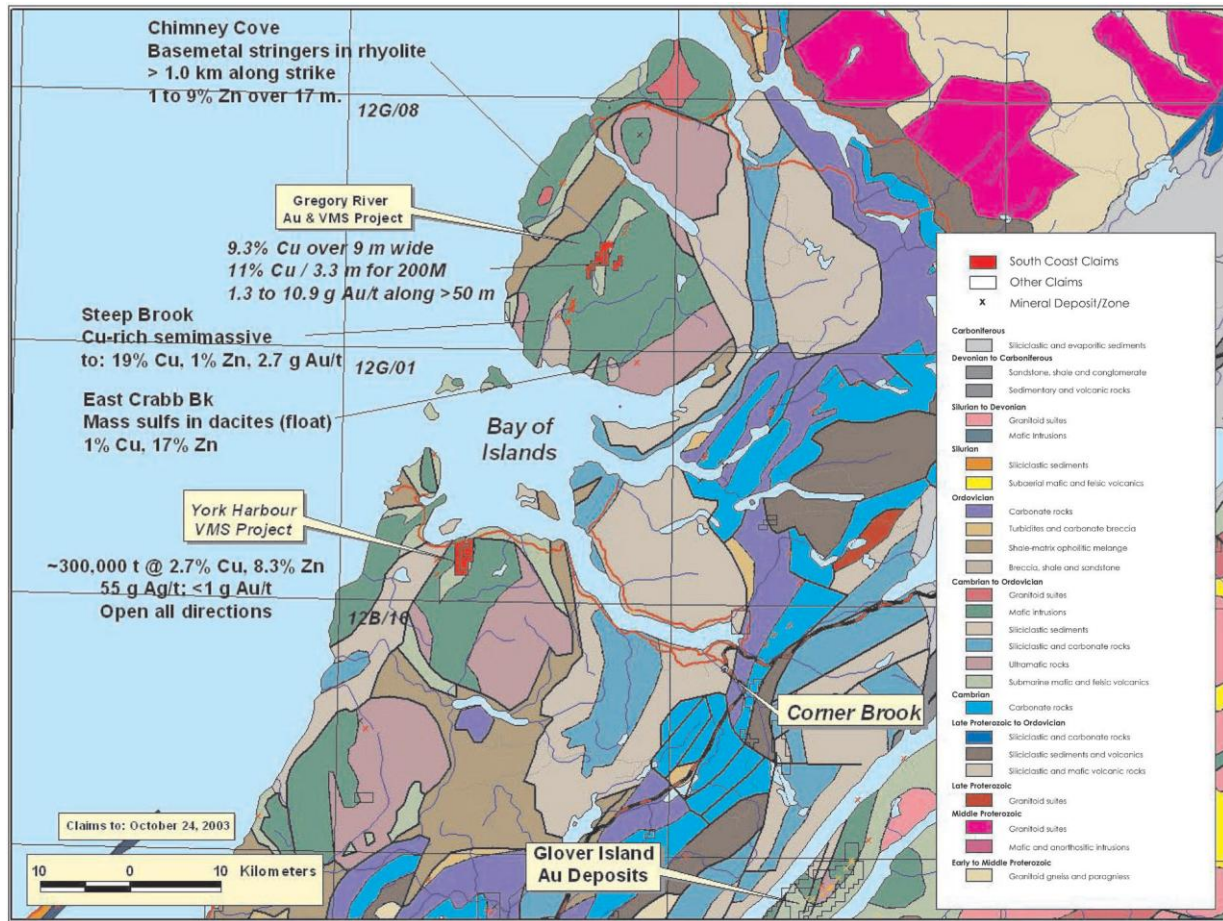 Chimney Cove
Basemetal stringers in rhyolite
> 1.0 km along strike
1 to 9% Zn over 17 m.
12G/08
Gregory River
Au & VMS Project
9.3% Cu over 9 m wide
11% Cu / 3.3 m for 200M
1.3 to 10.9 g Au/t along >50 m
Steep Brook
Cu-rich semimassive
to: 19% Cu, 1% Zn, 2.7 g Au/t
12G/01
East Crabb Bk
Mass sulfs in dacites (float)
1% Cu, 17% Zn
Bay of
Islands
York Harbour
VMS Project
~300,000 t @ 2.7% Cu, 8.3% Zn
55 g Ag/t; <1 g Au/t
Open all directions
12B/16
Corner Brook
Glover Island
Au Deposits
Claims to: October 24, 2003
10 0 10 Kilometers
South Coast Claims
Other Claims
x Mineral Deposit/Zone
Carboniferous
Siliciclastic and evaporitic sediments
Devonian to Carboniferous
Sandstone, shale and conglomerate
Sedimentary and volcanic rocks
Silurian to Devonian
Granitoid suites
Mafic Intrusions
Silurian
Siliciclastic sediments
Subaerial mafic and felsic volcanics
Ordovician
Carbonate rocks
Turbidites and carbonate breccia
Shale-matrix ophiolitic melange
Breccia, shale and sandstone
Cambrian to Ordovician
Granitoid suites
Mafic intrusions
Siliciclastic sediments
Siliciclastic and carbonate rocks
Ultramafic rocks
Submarine mafic and felsic volcanics
Cambrian
Carbonate rocks
Late Proterozoic to Ordovician
Siliciclastic and carbonate rocks
Siliciclastic sediments and volcanics
Siliciclastic and mafic volcanic rocks
Late Proterozoic
Granitoid suites
Middle Proterozoic
Granitoid suites
Mafic and anorthositic intrusions
Early to Middle Proterozoic
Granitoid gneiss and paragniess